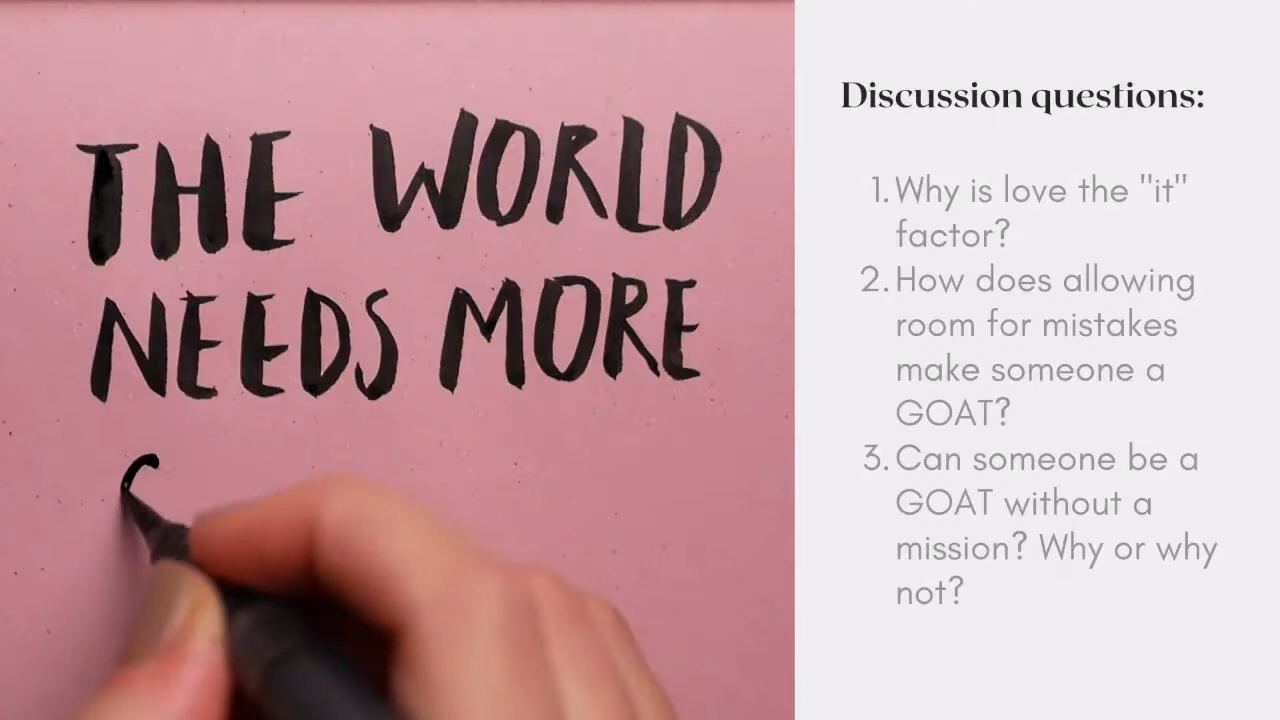 THE WORLD
NEEDS MORE
Discussion questions:
1. Why is love the "it"
factor?
2. How does allowing
room for mistakes
make someone a
GOAT?
3. Can someone be a
GOAT without a
mission? Why or why
not?